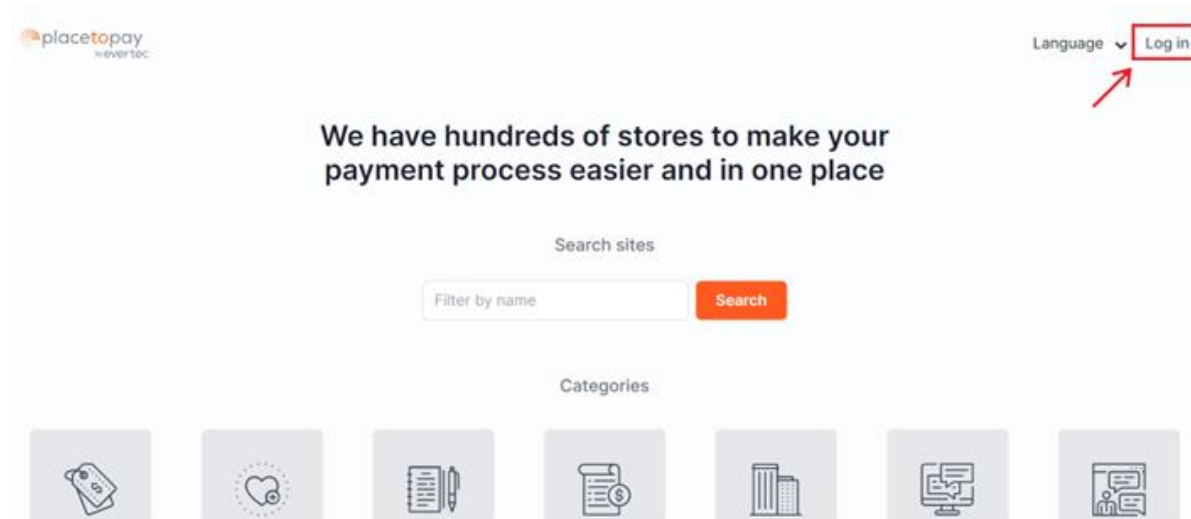 placetopay
by evertec
Language
Log in
We have hundreds of stores to make your
payment process easier and in one place
Search sites
Filter by name
Search
Categories